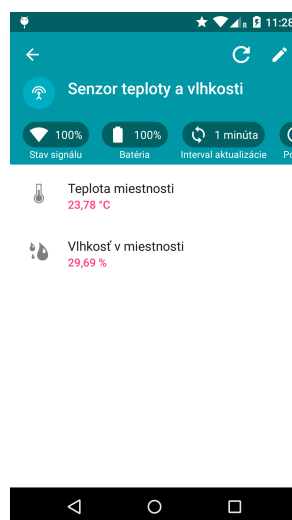 R 11:28
Senzor teploty a vlhkosti
100% 100% 1 minúta
Stav signálu Batéria Interval aktualizácie
Teplota miestnosti
23,78 °C
Vlhkosť v miestnosti
29,69 %